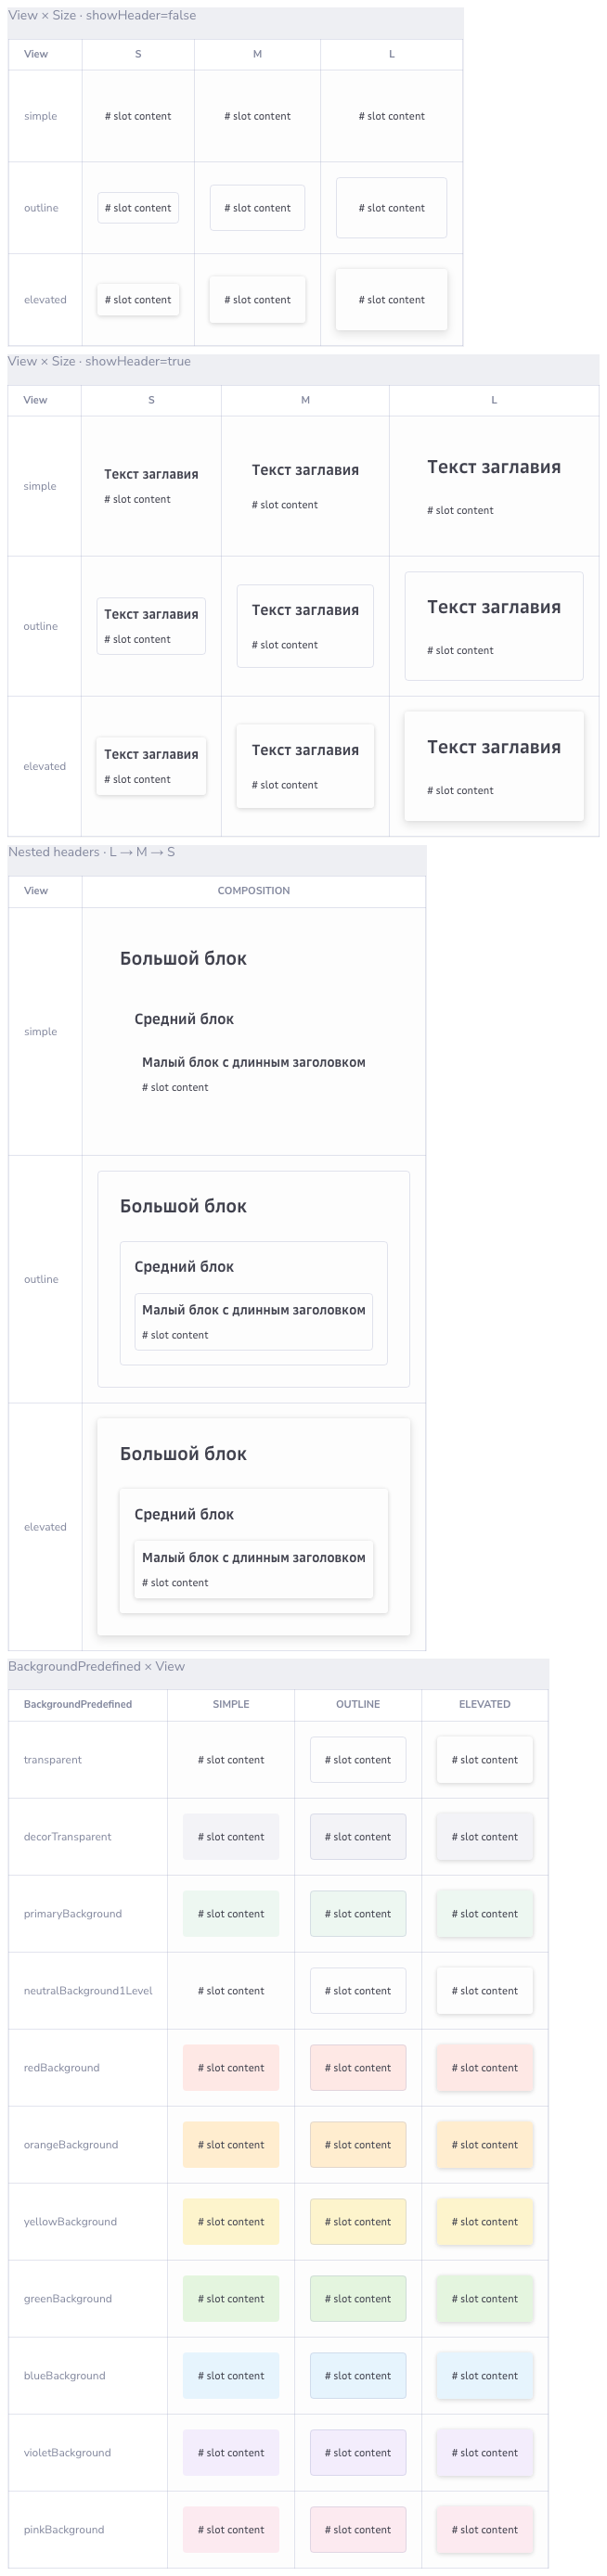 View × Size · showHeader=false
View S M L
simple # slot content # slot content # slot content
outline # slot content # slot content # slot content
elevated # slot content # slot content # slot content
View × Size · showHeader=true
View S M L
simple Текст заглавия Текст заглавия Текст заглавия
# slot content # slot content # slot content
outline Текст заглавия Текст заглавия Текст заглавия
# slot content # slot content # slot content
elevated Текст заглавия Текст заглавия Текст заглавия
# slot content # slot content # slot content
Nested headers · L → M → S
View COMPOSITION
simple
Большой блок
Средний блок
Малый блок с длинным заголовком
# slot content
outline
Большой блок
Средний блок
Малый блок с длинным заголовком
# slot content
elevated
Большой блок
Средний блок
Малый блок с длинным заголовком
# slot content
BackgroundPredefined × View
BackgroundPredefined SIMPLE OUTLINE ELEVATED
transparent # slot content # slot content # slot content
decorTransparent # slot content # slot content # slot content
primaryBackground # slot content # slot content # slot content
neutralBackground1Level # slot content # slot content # slot content
redBackground # slot content # slot content # slot content
orangeBackground # slot content # slot content # slot content
yellowBackground # slot content # slot content # slot content
greenBackground # slot content # slot content # slot content
blueBackground # slot content # slot content # slot content
violetBackground # slot content # slot content # slot content
pinkBackground # slot content # slot content # slot content